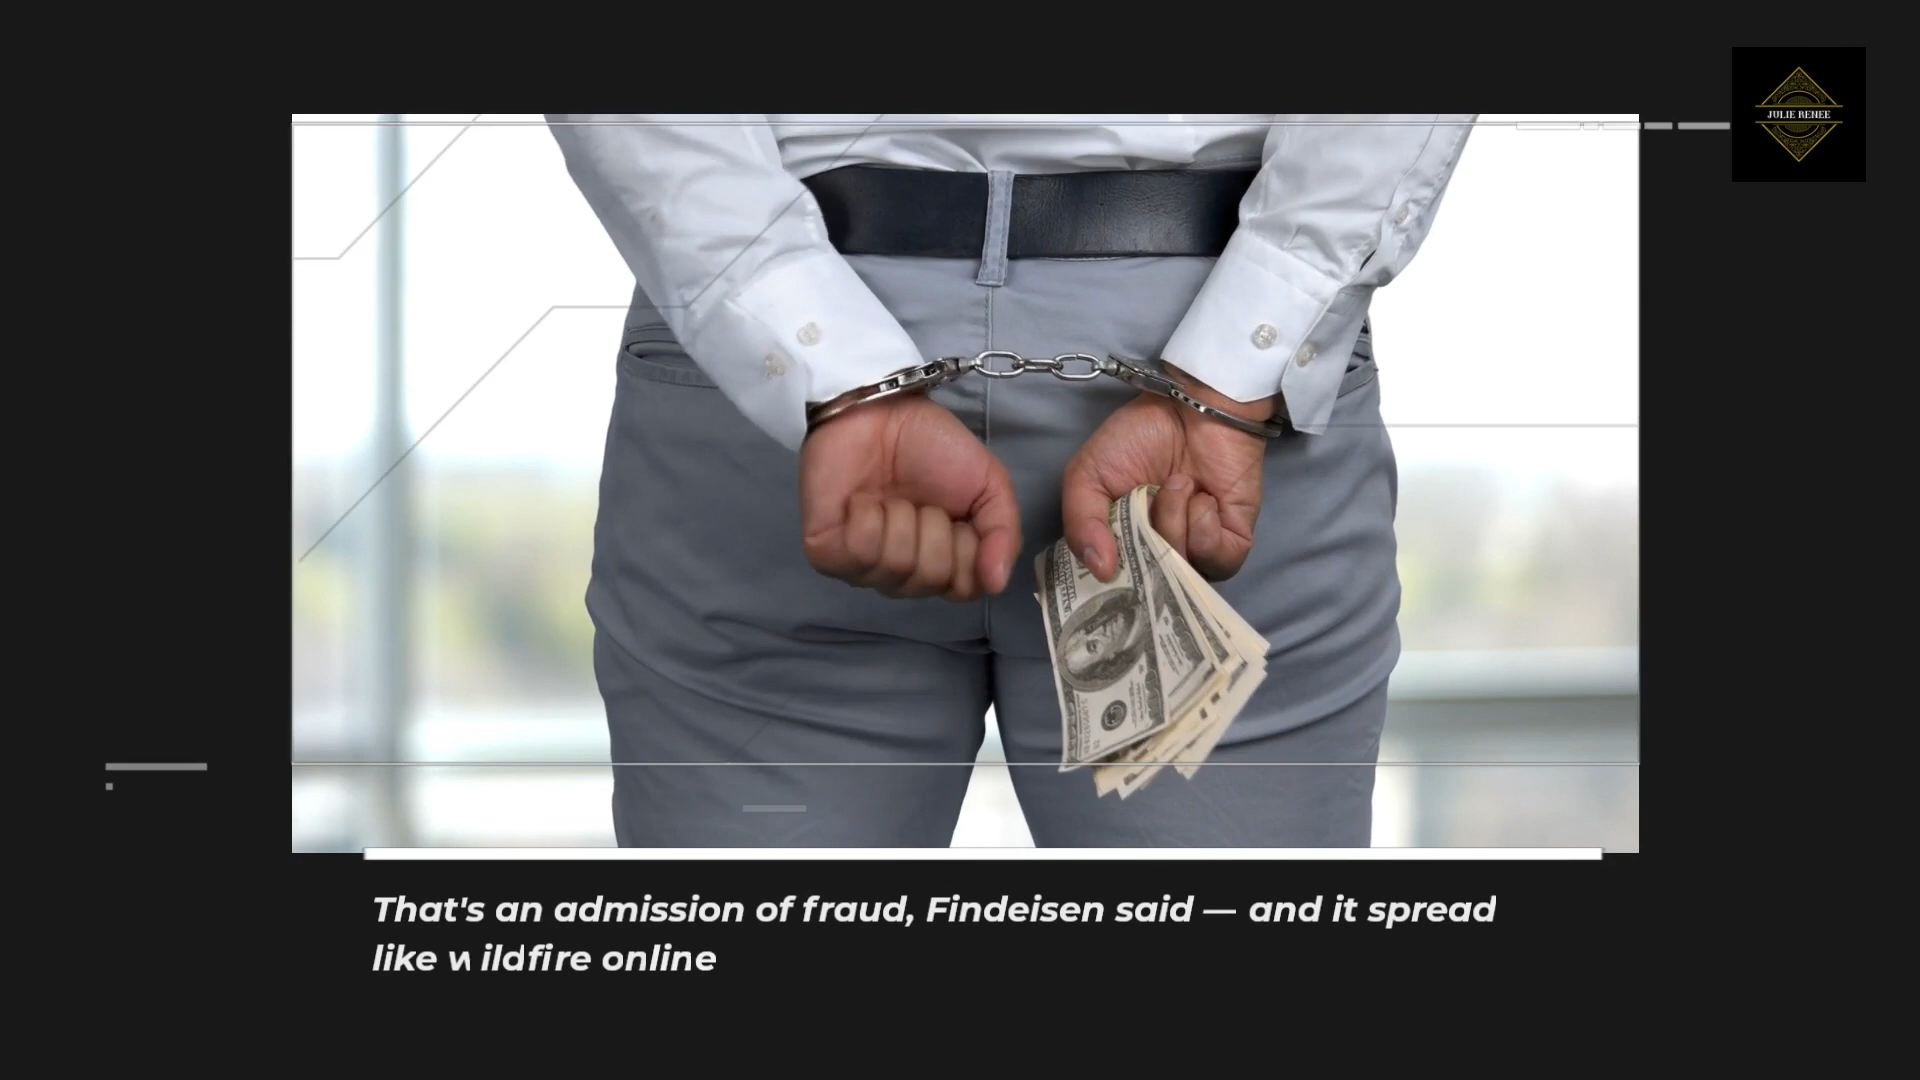 JULIE RENEE
That's an admission of fraud, Findeisen said — and it spread
like wildfire online